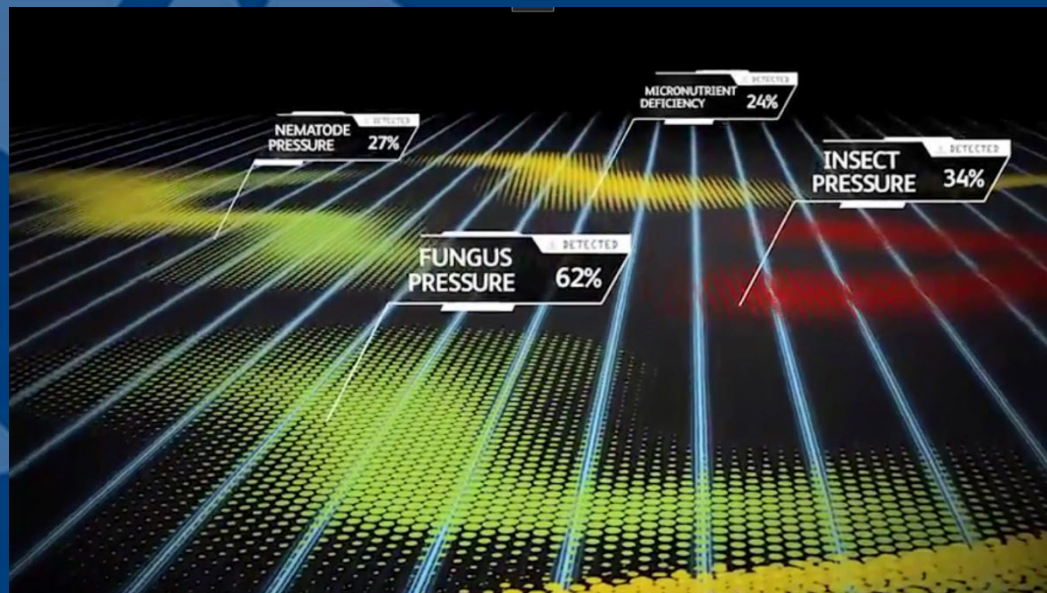 ⚠ DETECTED
MICRONUTRIENT
DEFICIENCY 24%
⚠ DETECTED
NEMATODE
PRESSURE 27%
⚠ DETECTED
INSECT
PRESSURE 34%
⚠ DETECTED
FUNGUS
PRESSURE 62%